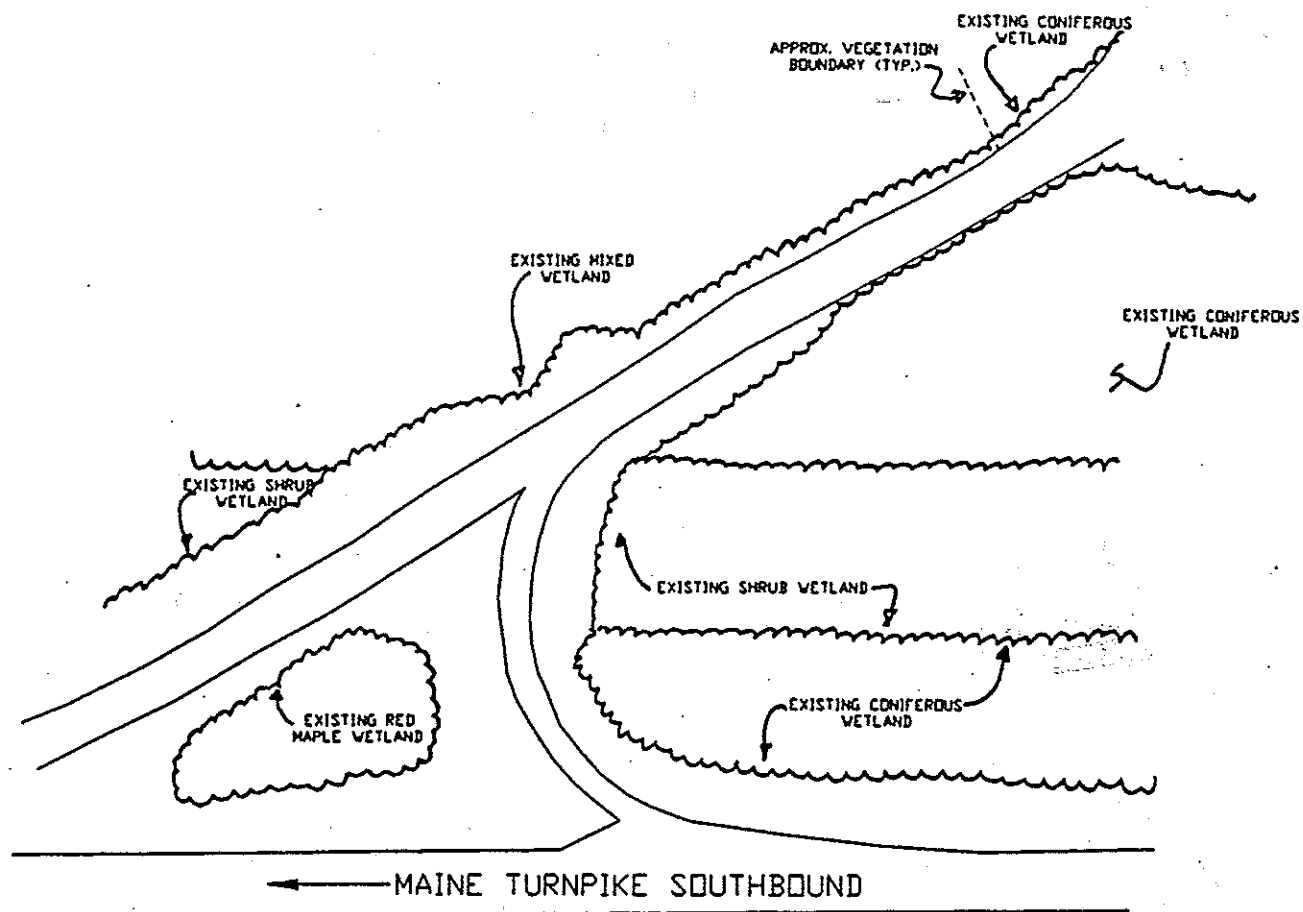 EXISTING CONIFEROUS
WETLAND
APPROX. VEGETATION
BOUNDARY (TYP.)
EXISTING MIXED
WETLAND
EXISTING CONIFEROUS
WETLAND
EXISTING SHRUB
WETLAND
EXISTING SHRUB WETLAND
EXISTING RED
MAPLE WETLAND
EXISTING CONIFEROUS
WETLAND
MAINE TURNPIKE SOUTHBOUND